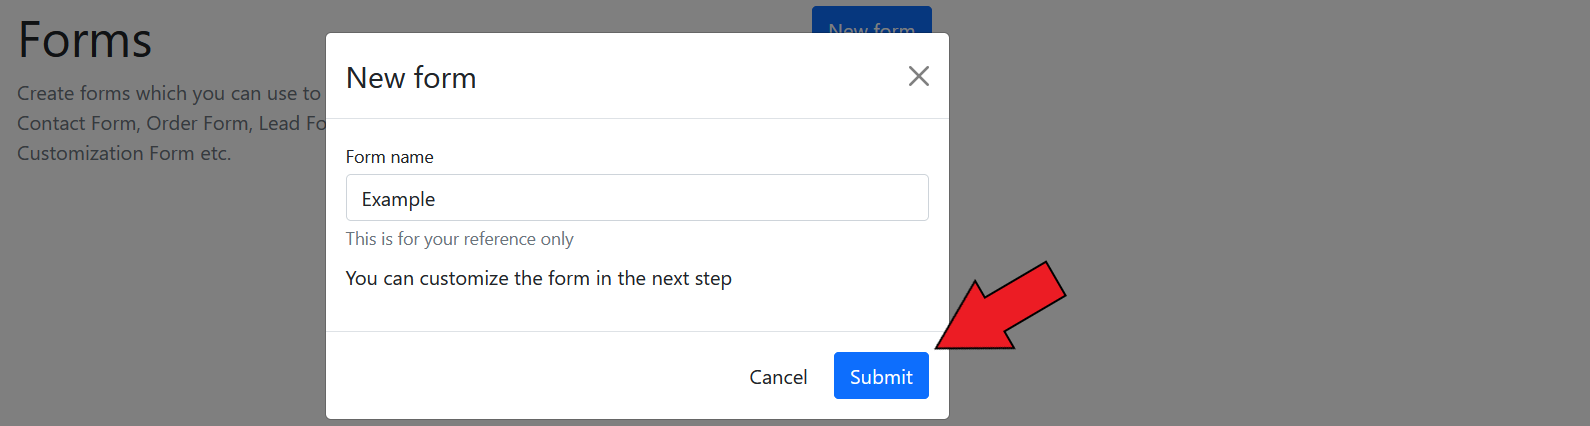 Forms
New form
Create forms which you can use to
Contact Form, Order Form, Lead Fo
Customization Form etc.
New form
Form name
Example
This is for your reference only
You can customize the form in the next step
Cancel
Submit